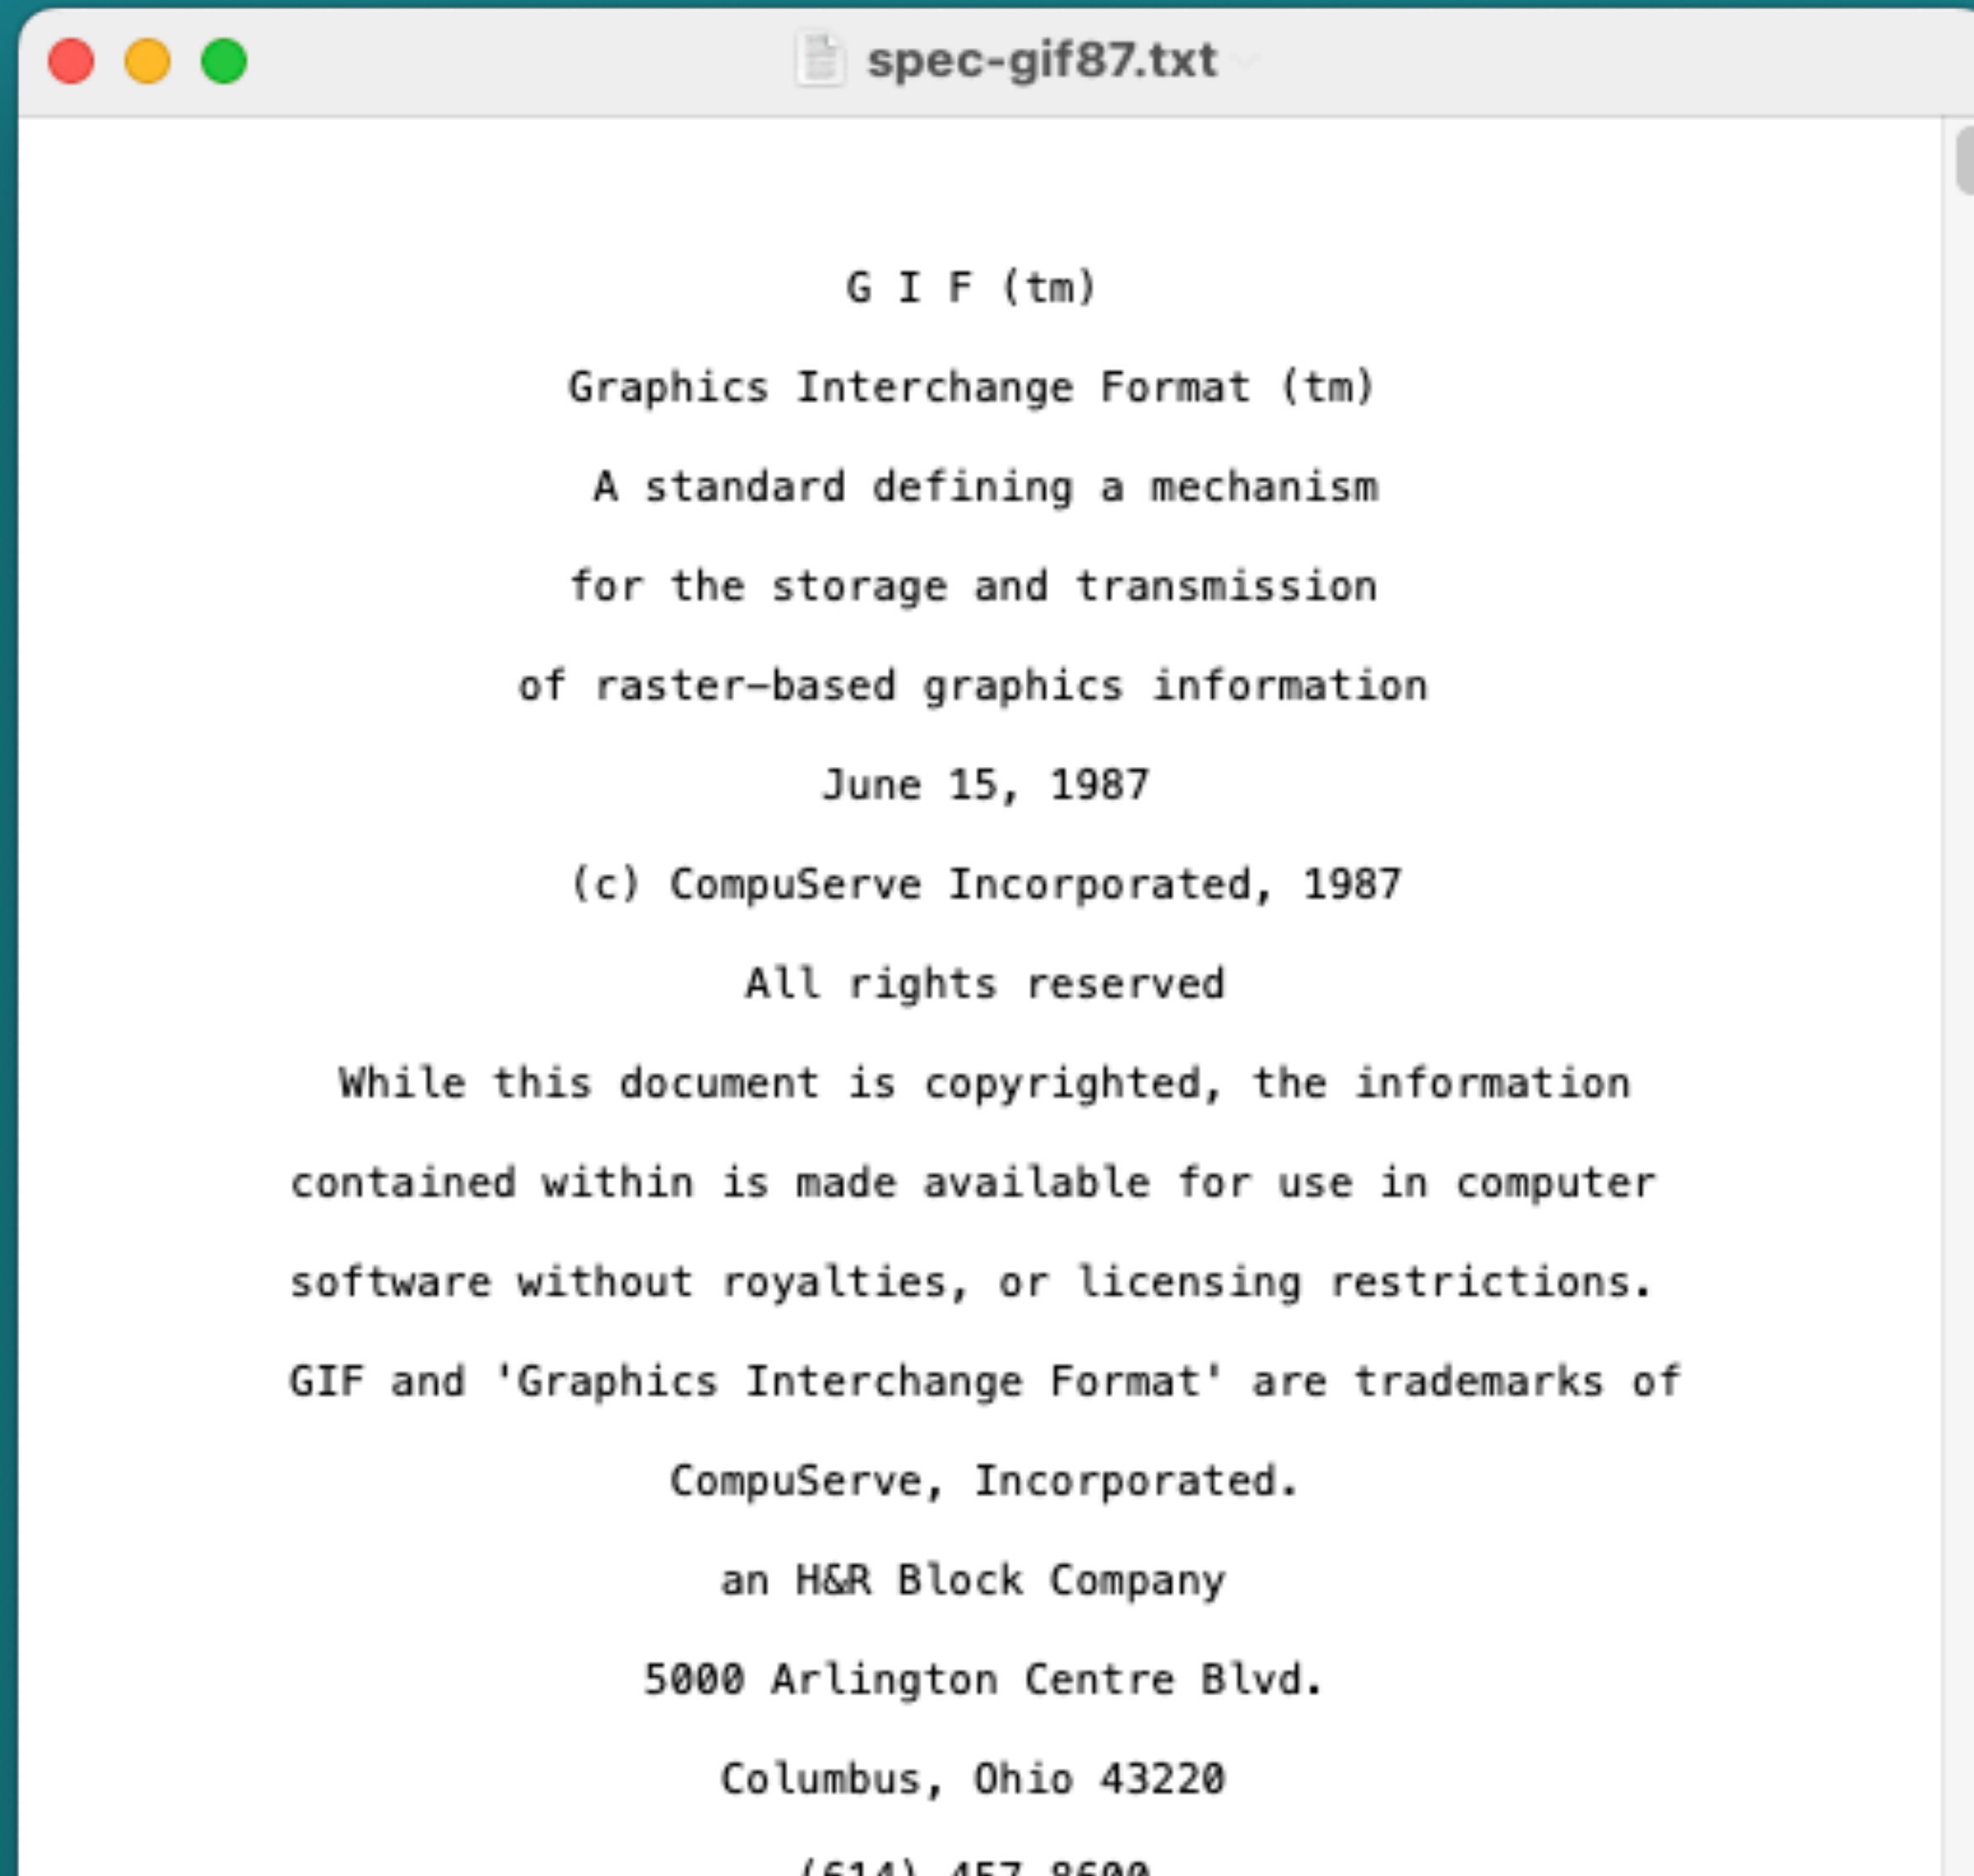 spec-gif87.txt
G I F (tm)
Graphics Interchange Format (tm)
A standard defining a mechanism
for the storage and transmission
of raster-based graphics information
June 15, 1987
(c) CompuServe Incorporated, 1987
All rights reserved
While this document is copyrighted, the information
contained within is made available for use in computer
software without royalties, or licensing restrictions.
GIF and 'Graphics Interchange Format' are trademarks of
CompuServe, Incorporated.
an H&R Block Company
5000 Arlington Centre Blvd.
Columbus, Ohio 43220
(614) 457-8600